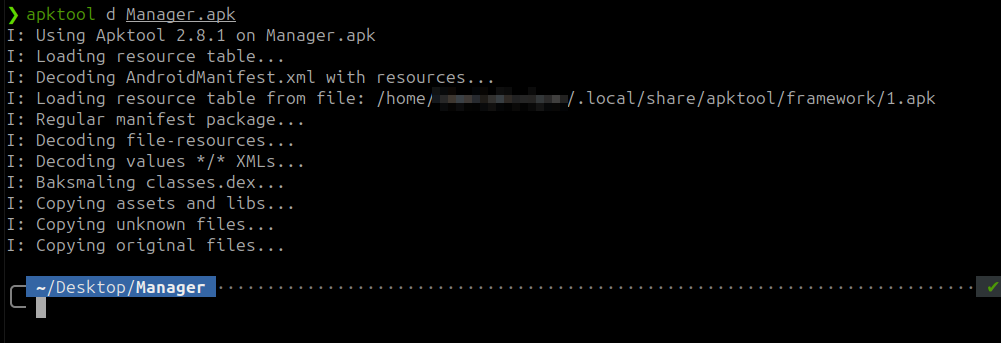 ❯ apktool d Manager.apk
I: Using Apktool 2.8.1 on Manager.apk
I: Loading resource table...
I: Decoding AndroidManifest.xml with resources...
I: Loading resource table from file: /home/ /.local/share/apktool/framework/1.apk
I: Regular manifest package...
I: Decoding file-resources...
I: Decoding values */* XMLs...
I: Baksmaling classes.dex...
I: Copying assets and libs...
I: Copying unknown files...
I: Copying original files...
~/Desktop/Manager ✔